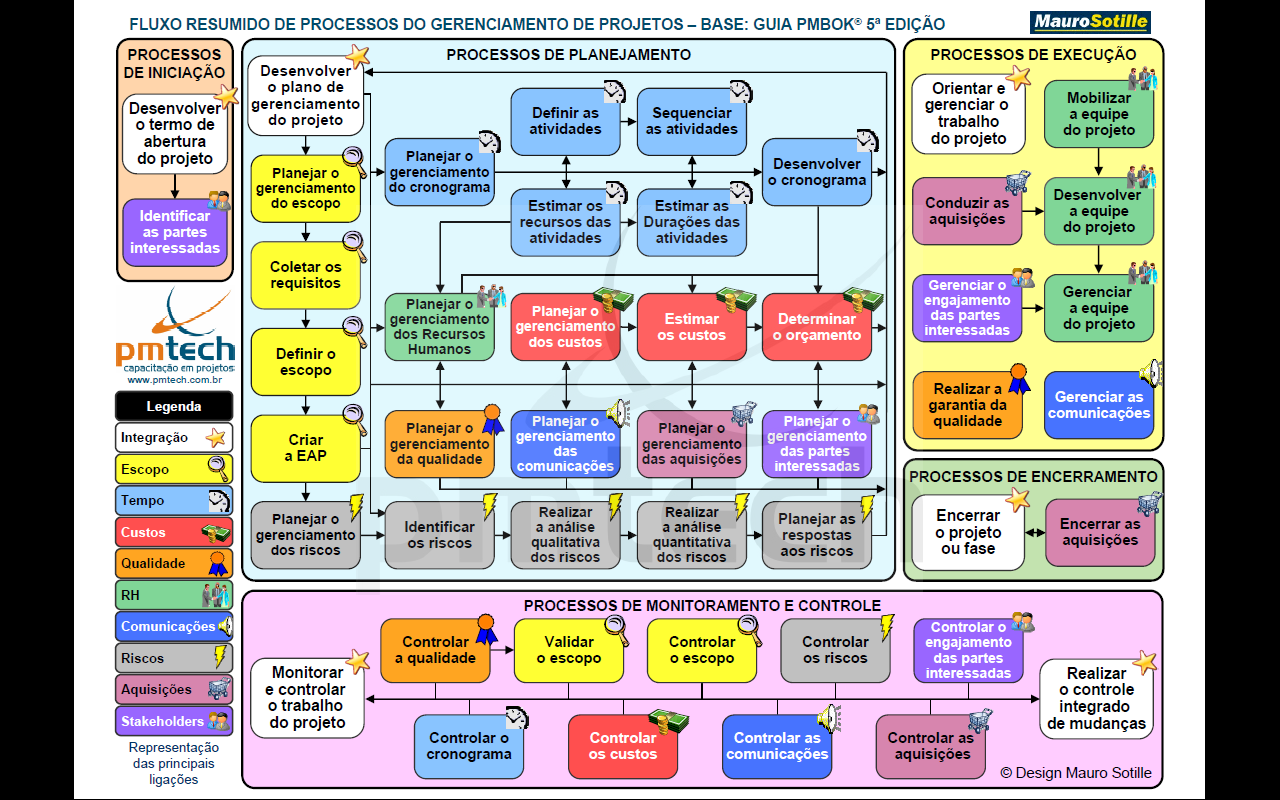 FLUXO RESUMIDO DE PROCESSOS DO GERENCIAMENTO DE PROJETOS – BASE: GUIA PMBOK® 5ª EDIÇÃO
MauroSotille
PROCESSOS
DE INICIAÇÃO
Desenvolver
o termo de
abertura
do projeto
Identificar
as partes
interessadas
pmtech
capacitação em projetos
www.pmtech.com.br
Legenda
Integração
Escopo
Tempo
Custos
Qualidade
RH
Comunicações
Riscos
Aquisições
Stakeholders
Representação
das principais
ligações
PROCESSOS DE PLANEJAMENTO
Desenvolver
o plano de
gerenciamento
do projeto
Planejar o
gerenciamento
do escopo
Coletar os
requisitos
Definir o
escopo
Criar
a EAP
Planejar o
gerenciamento
dos riscos
Definir as
atividades
Sequenciar
as atividades
Planejar o
gerenciamento
do cronograma
Desenvolver
o cronograma
Estimar os
recursos das
atividades
Estimar as
Durações das
atividades
Planejar o
gerenciamento
dos Recursos
Humanos
Planejar o
gerenciamento
dos custos
Estimar
os custos
Determinar
o orçamento
Planejar o
gerenciamento
da qualidade
Planejar o
gerenciamento
das
comunicações
Planejar o
gerenciamento
das aquisições
Planejar o
gerenciamento
das partes
interessadas
Identificar
os riscos
Realizar
a análise
qualitativa
dos riscos
Realizar
a análise
quantitativa
dos riscos
Planejar as
respostas
aos riscos
pmtech
PROCESSOS DE EXECUÇÃO
Orientar e
gerenciar o
trabalho
do projeto
Mobilizar
a equipe
do projeto
Conduzir as
aquisições
Desenvolver
a equipe
do projeto
Gerenciar o
engajamento
das partes
interessadas
Gerenciar
a equipe
do projeto
Realizar a
garantia da
qualidade
Gerenciar as
comunicações
PROCESSOS DE ENCERRAMENTO
Encerrar
o projeto
ou fase
Encerrar as
aquisições
PROCESSOS DE MONITORAMENTO E CONTROLE
Monitorar
e controlar
o trabalho
do projeto
Controlar
a qualidade
Validar
o escopo
Controlar
o escopo
Controlar
os riscos
Controlar o
engajamento
das partes
interessadas
Realizar
o controle
integrado
de mudanças
Controlar o
cronograma
Controlar
os custos
Controlar as
comunicações
Controlar as
aquisições
© Design Mauro Sotille